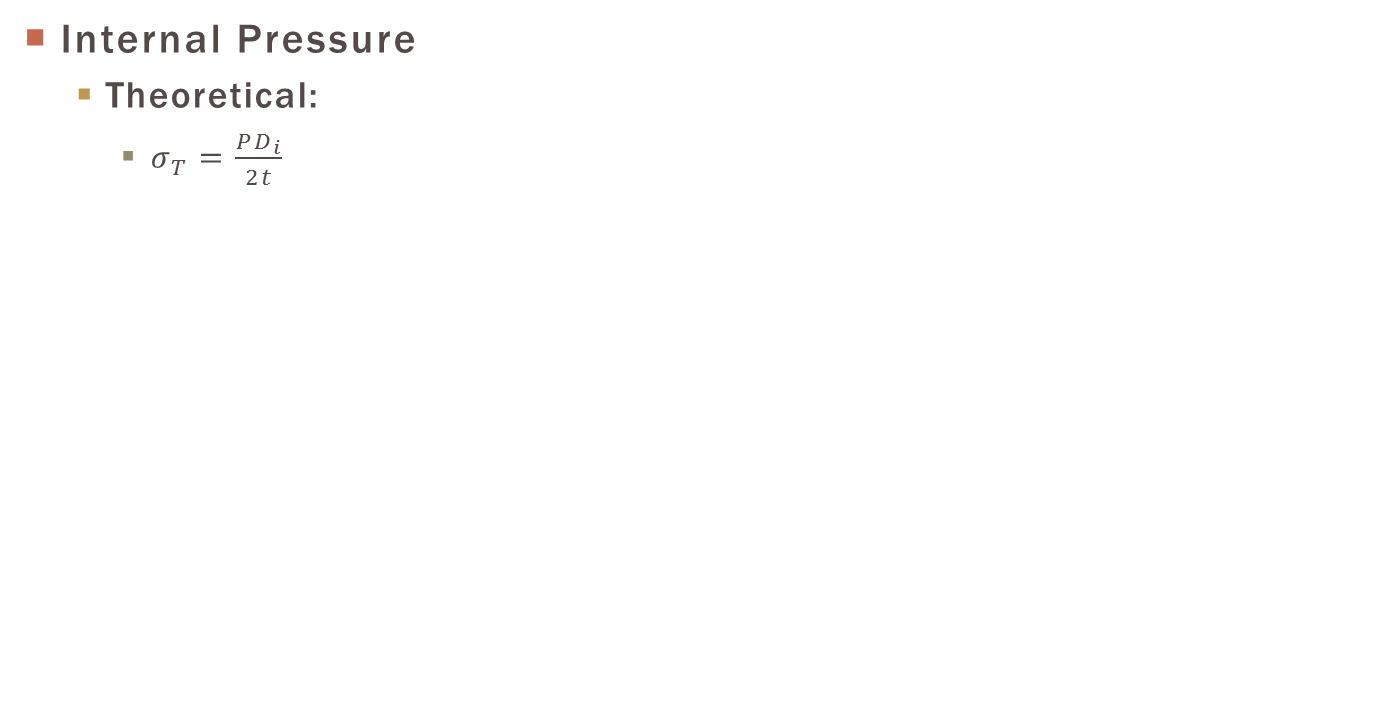 Internal Pressure
Theoretical:
σ_T = PD_i / 2t